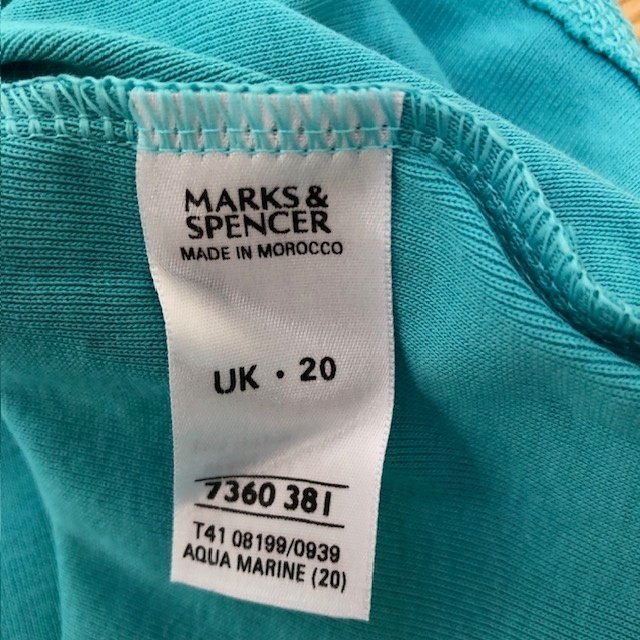 MARKS &
SPENCER
MADE IN MOROCCO
UK · 20
7360 381
T41 08199/0939
AQUA MARINE (20)